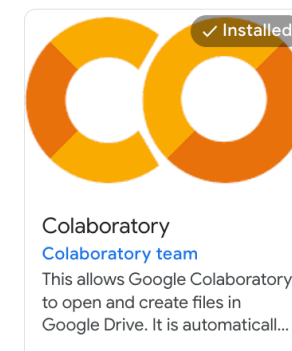 Installed
Colaboratory
Colaboratory team
This allows Google Colaboratory
to open and create files in
Google Drive. It is automaticall...